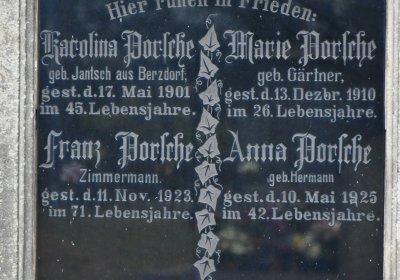 Hier ruhen in Frieden:
Karolina Porsche
geb. Jantsch aus Berzdorf,
gest. d. 17. Mai 1901
im 45. Lebensjahre.
Marie Porsche
geb. Gärtner,
gest. d. 13. Dezbr. 1910
im 26. Lebensjahre.
Franz Porsche
Zimmermann.
gest. d. 11. Nov. 1923.
im 71. Lebensjahre.
Anna Porsche
geb. Hermann
gest. d. 10. Mai 1925
im 42. Lebensjahre.